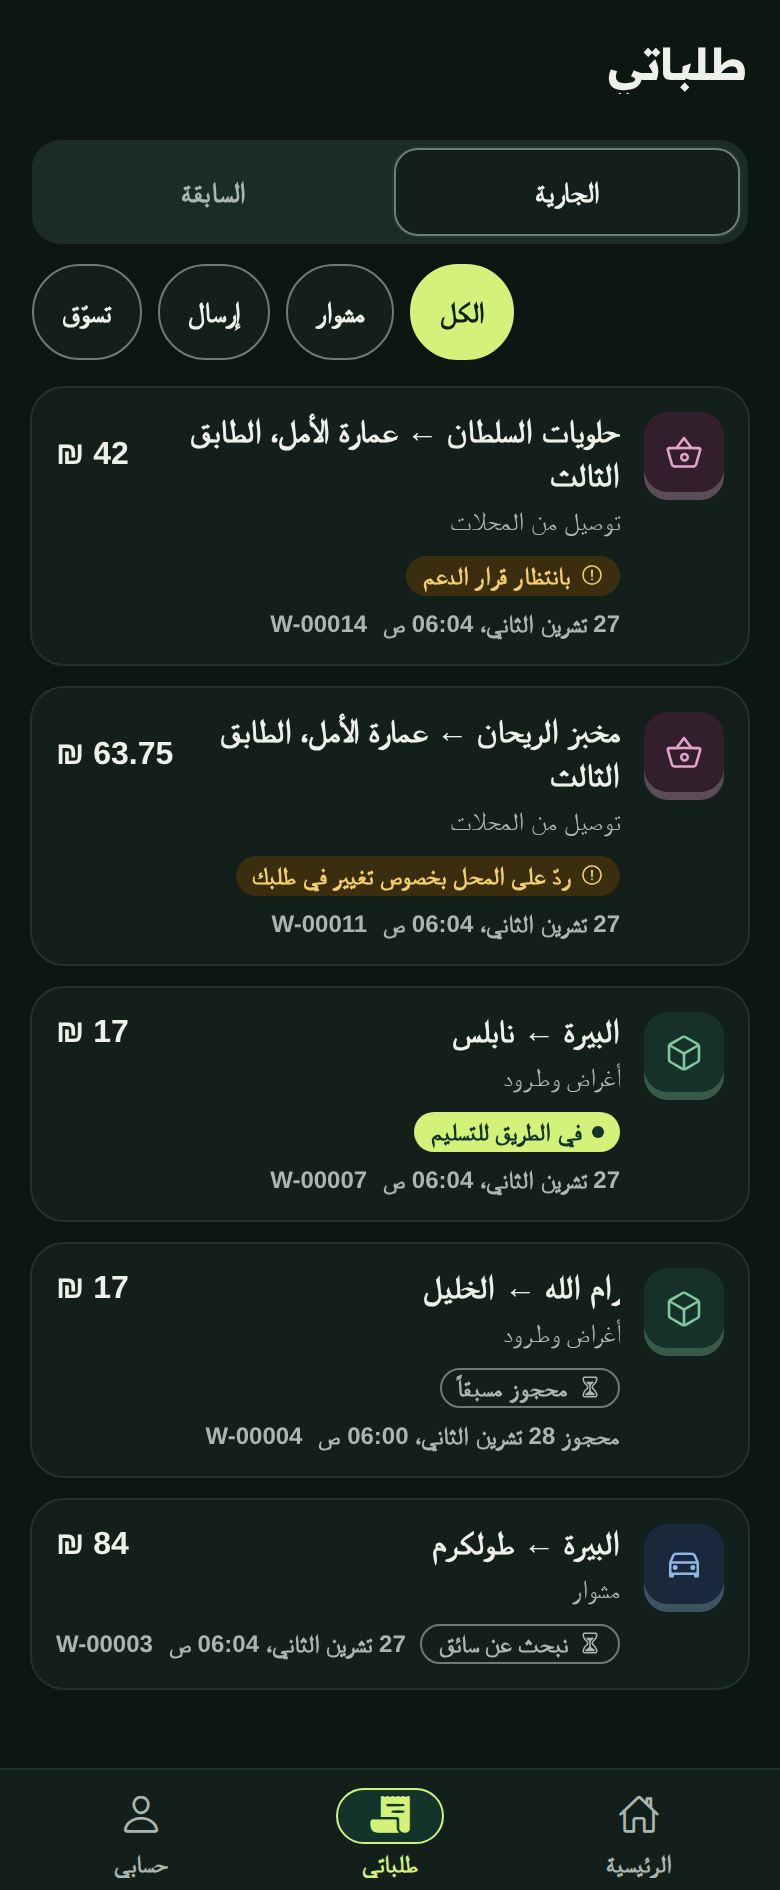 طلباتي
الجارية
السابقة
الكل
مشوار
إرسال
تسوّق
حلويات السلطان ← عمارة الأمل، الطابق الثالث
42 ₪
توصيل من المحلات
بانتظار قرار الدعم
27 تشرين الثاني، 06:04 ص W-00014
مخبز الريحان ← عمارة الأمل، الطابق الثالث
63.75 ₪
توصيل من المحلات
ردّ على المحل بخصوص تغيير في طلبك
27 تشرين الثاني، 06:04 ص W-00011
البيرة ← نابلس
17 ₪
أغراض وطرود
في الطريق للتسليم
27 تشرين الثاني، 06:04 ص W-00007
رام الله ← الخليل
17 ₪
أغراض وطرود
محجوز مسبقاً
محجوز 28 تشرين الثاني، 06:00 ص W-00004
البيرة ← طولكرم
84 ₪
مشوار
نبحث عن سائق
27 تشرين الثاني، 06:04 ص W-00003
الرئيسية
طلباتي
حسابي